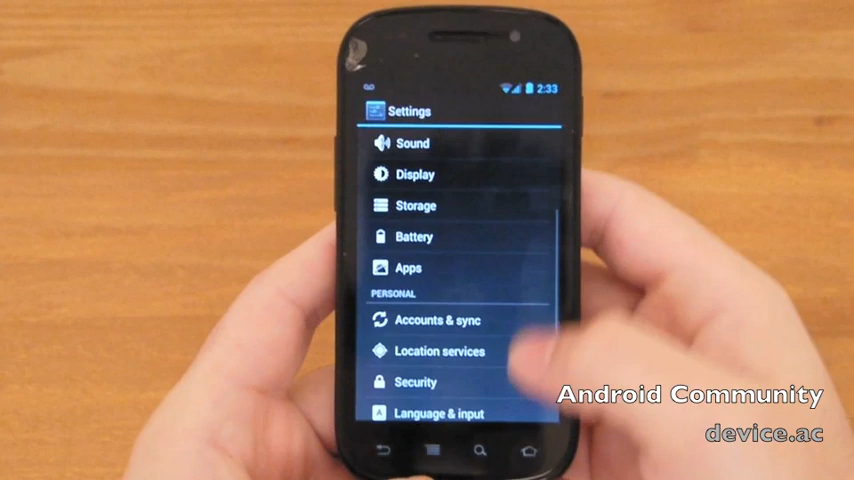 2:33
Settings
Sound
Display
Storage
Battery
Apps
PERSONAL
Accounts & sync
Location services
Security
Language & input
Android Community
device.ac